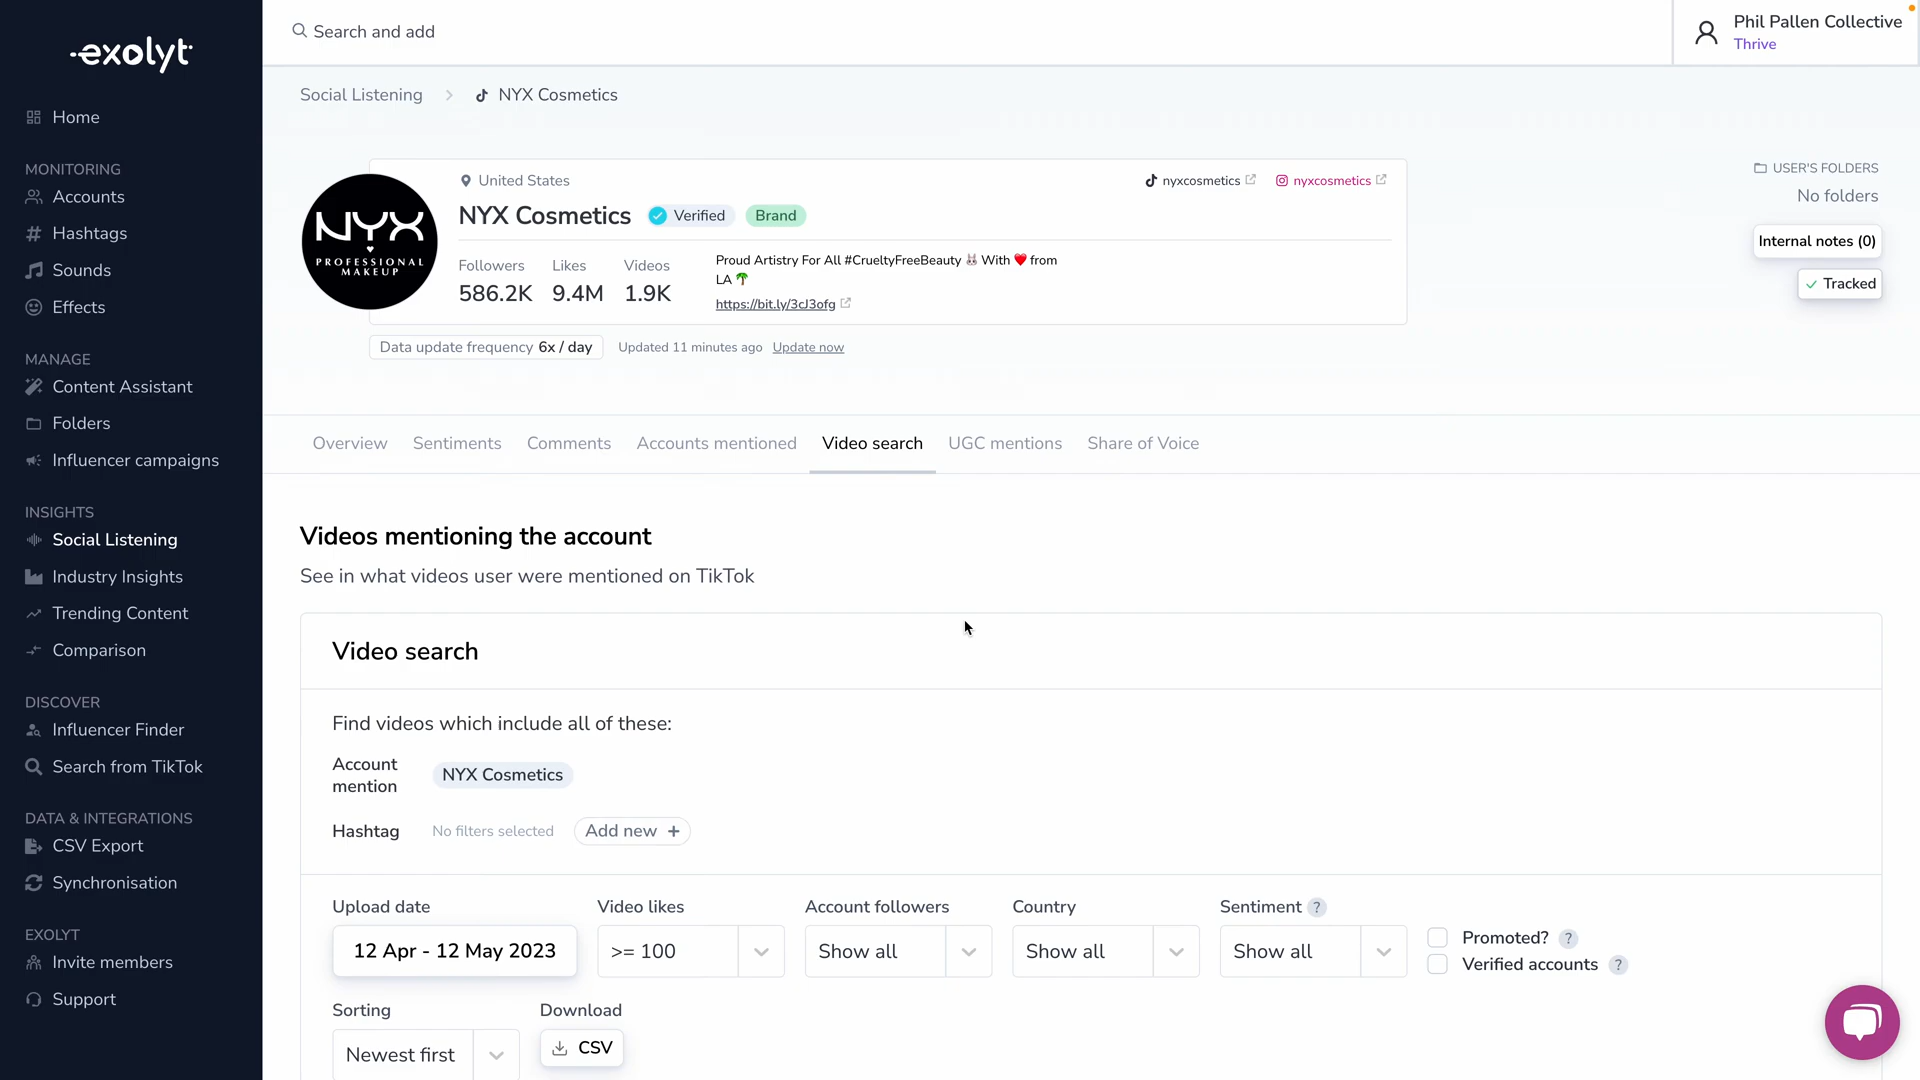 exolyt
Home
MONITORING
Accounts
Hashtags
Sounds
Effects
MANAGE
Content Assistant
Folders
Influencer campaigns
INSIGHTS
Social Listening
Industry Insights
Trending Content
Comparison
DISCOVER
Influencer Finder
Search from TikTok
DATA & INTEGRATIONS
CSV Export
Synchronisation
EXOLYT
Invite members
Support
Search and add
Phil Pallen Collective
Thrive
Social Listening
NYX Cosmetics
NYX
PROFESSIONAL
MAKEUP
United States
nyxcosmetics
nyxcosmetics
NYX Cosmetics
Verified
Brand
Followers
586.2K
Likes
9.4M
Videos
1.9K
Proud Artistry For All #CrueltyFreeBeauty 🐰 With ❤️ from
LA 🌴
https://bit.ly/3cJ3ofg
Data update frequency 6x / day
Updated 11 minutes ago Update now
USER'S FOLDERS
No folders
Internal notes (0)
Tracked
Overview
Sentiments
Comments
Accounts mentioned
Video search
UGC mentions
Share of Voice
Videos mentioning the account
See in what videos user were mentioned on TikTok
Video search
Find videos which include all of these:
Account
mention
NYX Cosmetics
Hashtag
No filters selected
Add new +
Upload date
12 Apr - 12 May 2023
Video likes
>= 100
Account followers
Show all
Country
Show all
Sentiment ?
Show all
Promoted? ?
Verified accounts ?
Sorting
Newest first
Download
CSV